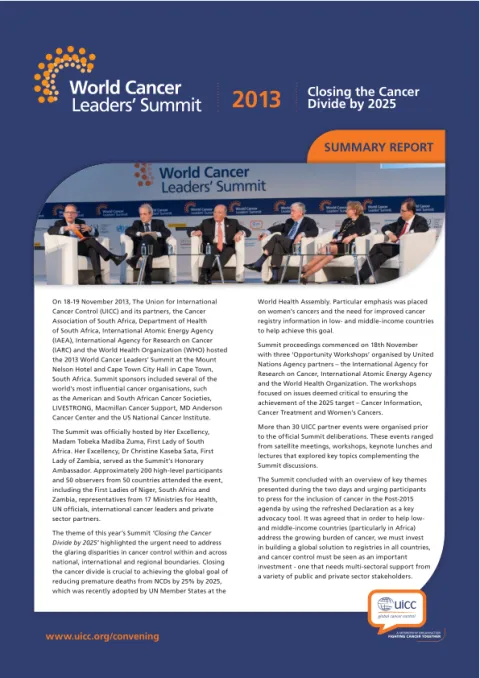 World Cancer
Leaders' Summit
2013
Closing the Cancer
Divide by 2025
SUMMARY REPORT
World Cancer
Leaders' Summit
On 18-19 November 2013, The Union for International
Cancer Control (UICC) and its partners, the Cancer
Association of South Africa, Department of Health
of South Africa, International Atomic Energy Agency
(IAEA), International Agency for Research on Cancer
(IARC) and the World Health Organization (WHO) hosted
the 2013 World Cancer Leaders' Summit at the Mount
Nelson Hotel and Cape Town City Hall in Cape Town,
South Africa. Summit sponsors included several of the
world's most influential cancer organisations, such
as the American and South African Cancer Societies,
LIVESTRONG, Macmillan Cancer Support, MD Anderson
Cancer Center and the US National Cancer Institute.
The Summit was officially hosted by Her Excellency,
Madam Tobeka Madiba Zuma, First Lady of South
Africa. Her Excellency, Dr Christine Kaseba Sata, First
Lady of Zambia, served as the Summit's Honorary
Ambassador. Approximately 200 high-level participants
and 50 observers from 50 countries attended the event,
including the First Ladies of Niger, South Africa and
Zambia, representatives from 17 Ministries for Health,
UN officials, international cancer leaders and private
sector partners.
The theme of this year's Summit 'Closing the Cancer
Divide by 2025' highlighted the urgent need to address
the glaring disparities in cancer control within and across
national, international and regional boundaries. Closing
the cancer divide is crucial to achieving the global goal of
reducing premature deaths from NCDs by 25% by 2025,
which was recently adopted by UN Member States at the
World Health Assembly. Particular emphasis was placed
on women's cancers and the need for improved cancer
registry information in low- and middle-income countries
to help achieve this goal.
Summit proceedings commenced on 18th November
with three 'Opportunity Workshops' organised by United
Nations Agency partners – the International Agency for
Research on Cancer, International Atomic Energy Agency
and the World Health Organization. The workshops
focused on issues deemed critical to ensuring the
achievement of the 2025 target – Cancer Information,
Cancer Treatment and Women's Cancers.
More than 30 UICC partner events were organised prior
to the official Summit deliberations. These events ranged
from satellite meetings, workshops, keynote lunches and
lectures that explored key topics complementing the
Summit discussions.
The Summit concluded with an overview of key themes
presented during the two days and urging participants
to press for the inclusion of cancer in the Post-2015
agenda by using the refreshed Declaration as a key
advocacy tool. It was agreed that in order to help low-
and middle-income countries (particularly in Africa)
address the growing burden of cancer, we must invest
in building a global solution to registries in all countries,
and cancer control must be seen as an important
investment - one that needs multi-sectoral support from
a variety of public and private sector stakeholders.
uicc
global cancer control
www.uicc.org/convening
FIGHTING CANCER TOGETHER